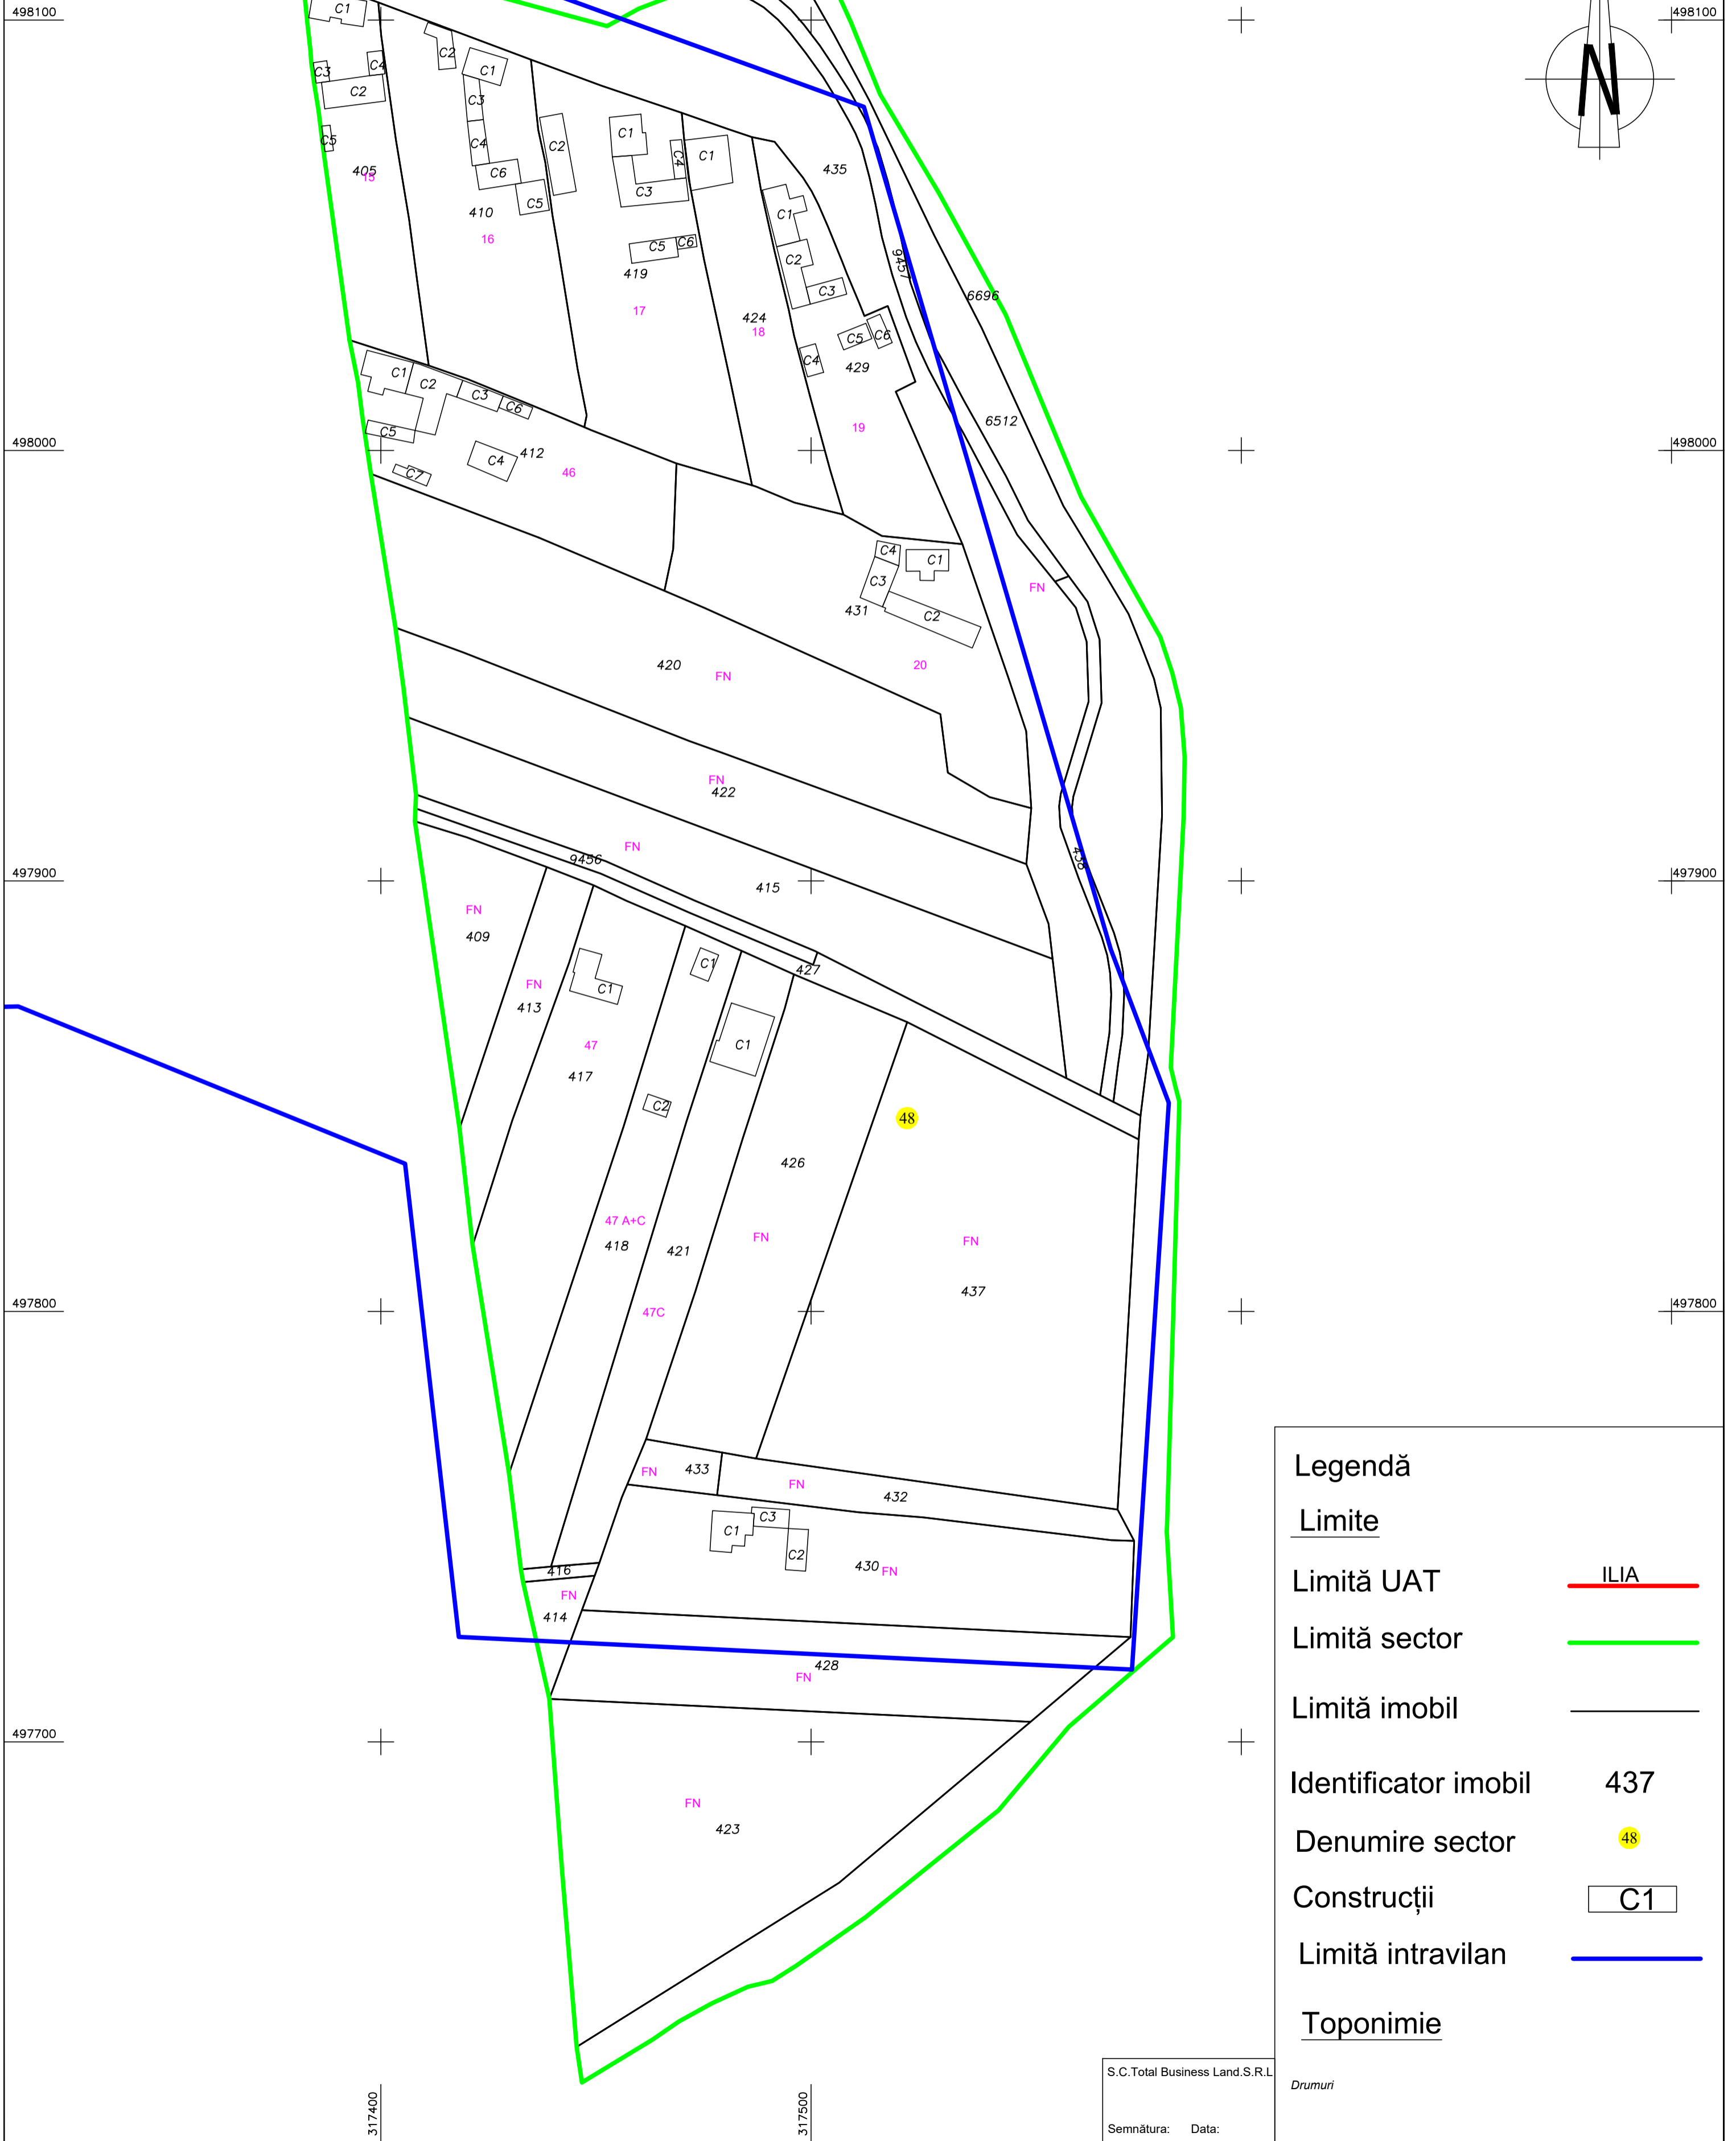 498100
498100
N
C1
C2
C1
C3
C4
C2
C3
C5
C4
C2
C1
C4
C1
405
15
C6
C3
435
C5
410
16
C1
C5
C6
C2
9457
419
C3
6696
17
424
18
C5
C6
C4
429
C1
C2
C3
C6
6512
19
C5
498000
412
C4
46
C7
498000
C4
C1
C3
FN
431
C2
420
20
FN
FN
422
FN
9456
438
497900
415
497900
FN
409
C1
427
FN
C1
413
47
C1
417
C2
48
426
47 A+C
418
421
FN
FN
437
497800
47C
497800
FN
433
FN
432
C3
C1
C2
430
FN
416
FN
414
428
FN
497700
FN
423
317400
317500
Legendă
Limite
Limită UAT ILIA
Limită sector
Limită imobil
Identificator imobil 437
Denumire sector 48
Construcții C1
Limită intravilan
Toponimie
Drumuri
S.C.Total Business Land.S.R.L
Semnătura: Data: